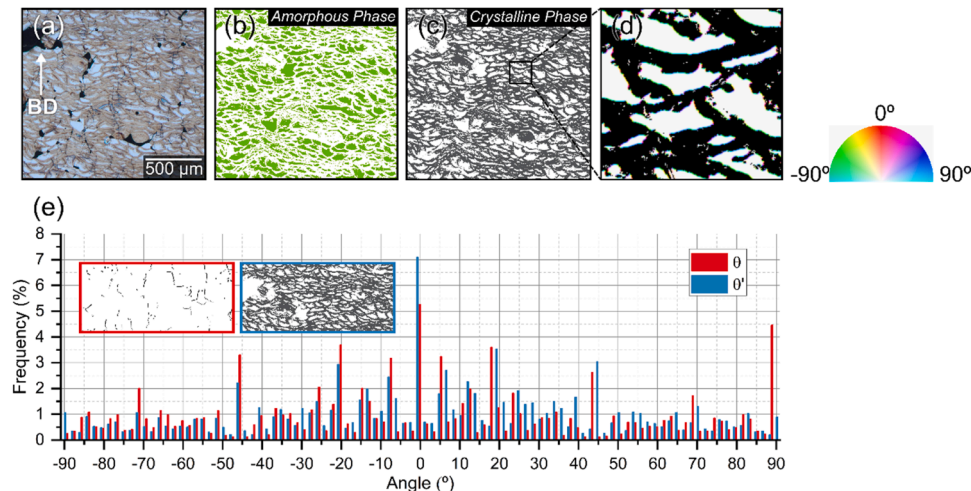 (a)
BD
500 μm
(b)
Amorphous Phase
(c)
Crystalline Phase
(d)
0º
-90º
90º
(e)
8
7
6
5
4
3
2
1
0
Frequency (%)
θ
θ'
-90 -80 -70 -60 -50 -40 -30 -20 -10 0 10 20 30 40 50 60 70 80 90
Angle (º)